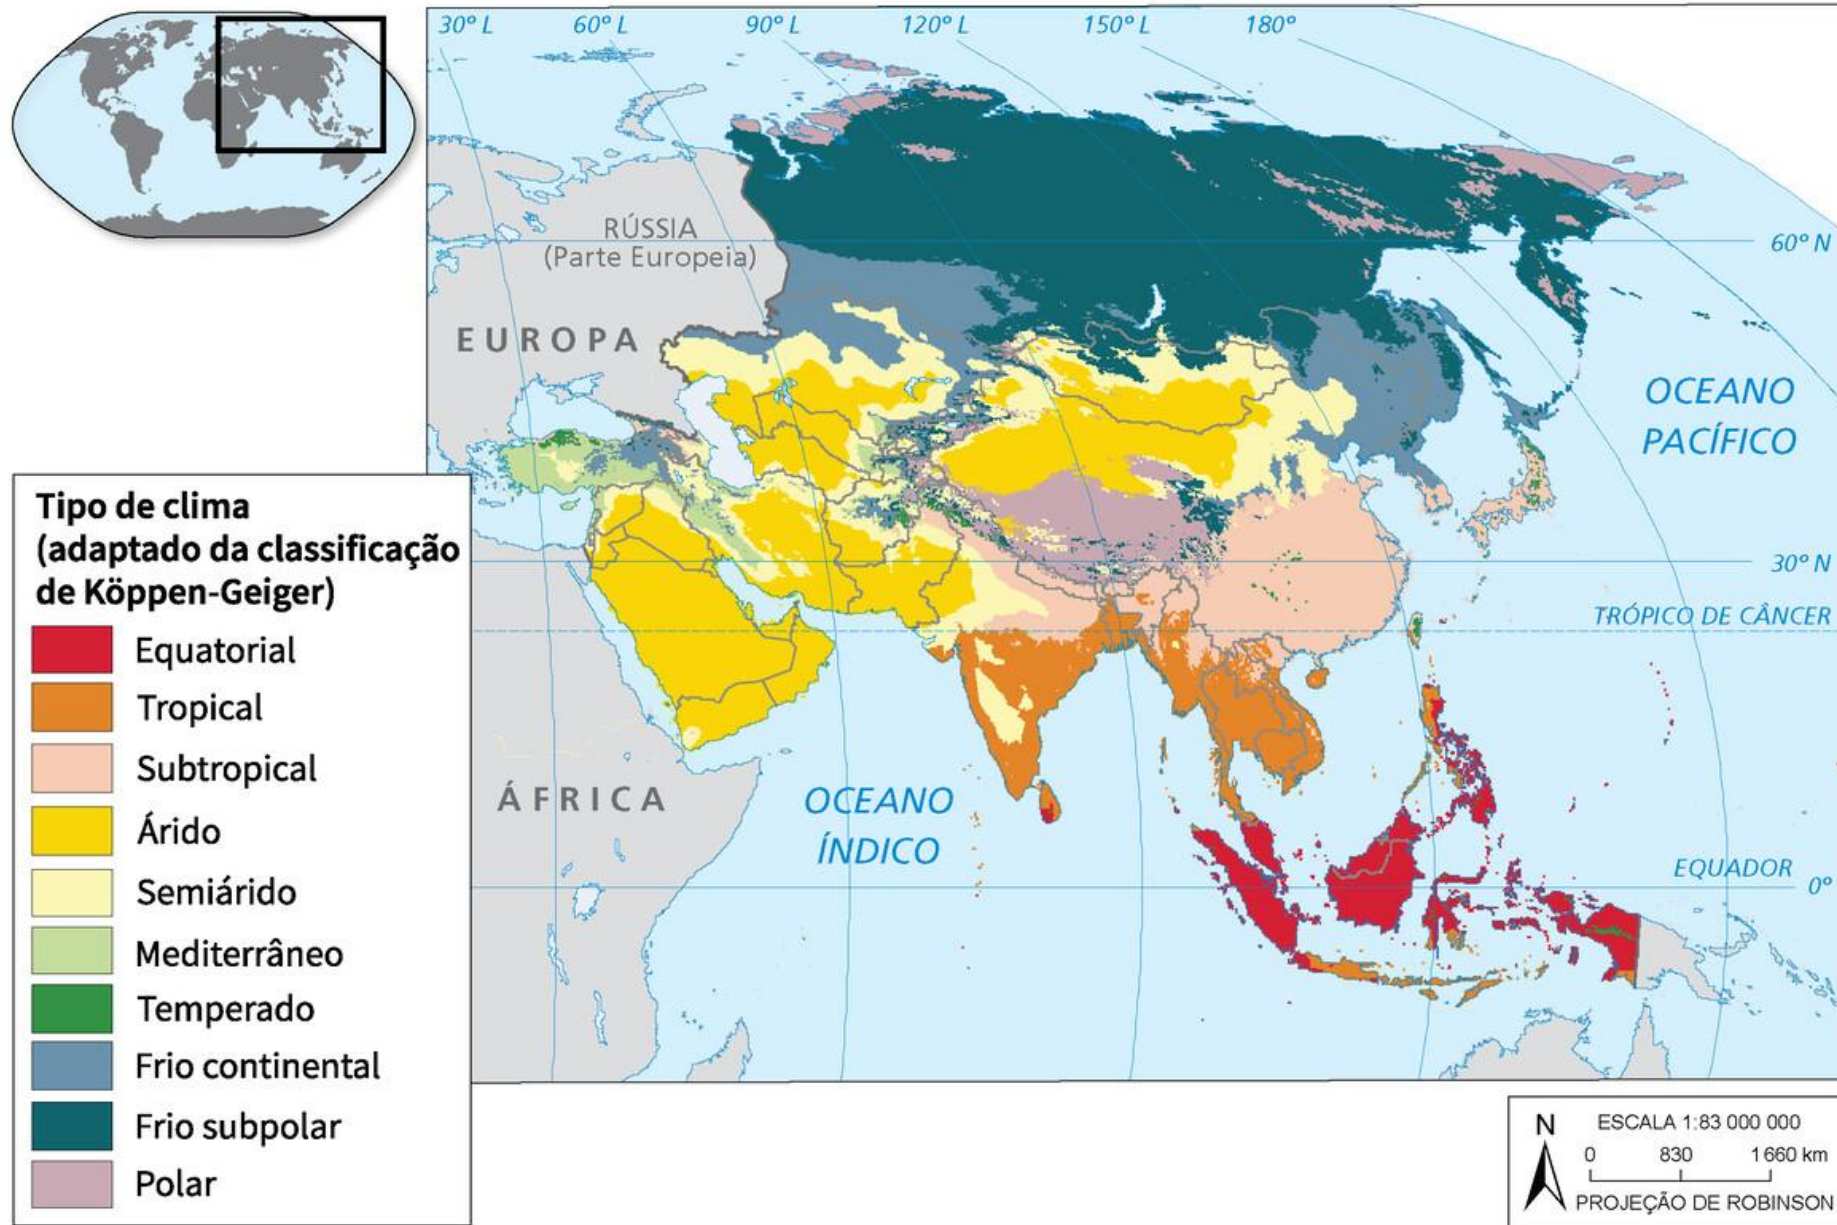 30° L 60° L 90° L 120° L 150° L 180°
RÚSSIA
(Parte Europeia)
60° N
EUROPA
OCEANO
PACÍFICO
30° N
TRÓPICO DE CÂNCER
ÁFRICA
OCEANO
ÍNDICO
EQUADOR
0°
Tipo de clima
(adaptado da classificação
de Köppen-Geiger)
Equatorial
Tropical
Subtropical
Árido
Semiárido
Mediterrâneo
Temperado
Frio continental
Frio subpolar
Polar
N
ESCALA 1:83 000 000
0 830 1 660 km
PROJEÇÃO DE ROBINSON